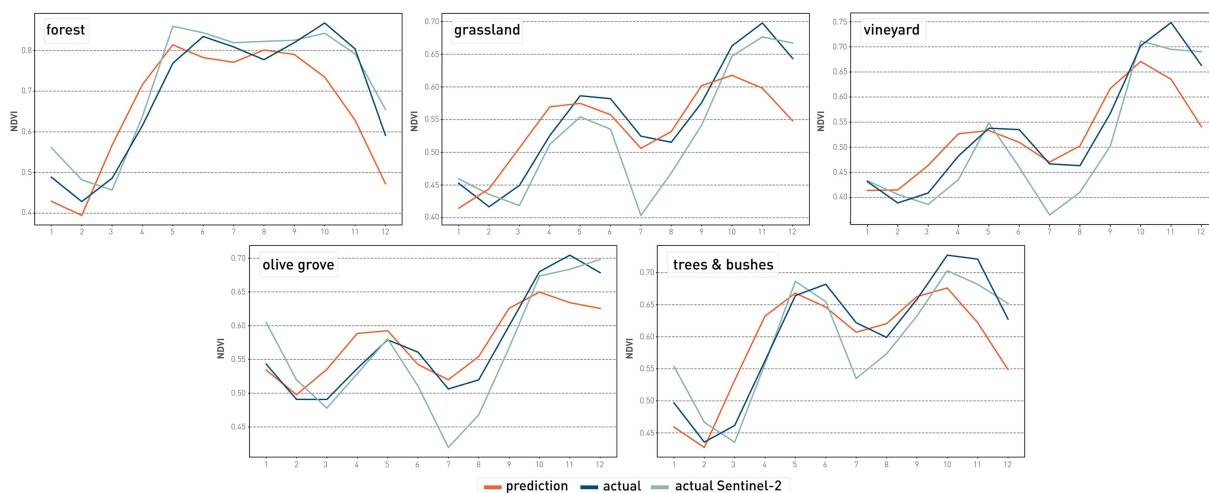 forest
NDVI
0.8
0.7
0.6
0.5
0.4
1 2 3 4 5 6 7 8 9 10 11 12
grassland
NDVI
0.70
0.65
0.60
0.55
0.50
0.45
0.40
1 2 3 4 5 6 7 8 9 10 11 12
vineyard
NDVI
0.75
0.70
0.65
0.60
0.55
0.50
0.45
0.40
1 2 3 4 5 6 7 8 9 10 11 12
olive grove
NDVI
0.70
0.65
0.60
0.55
0.50
0.45
1 2 3 4 5 6 7 8 9 10 11 12
trees & bushes
NDVI
0.70
0.65
0.60
0.55
0.50
0.45
1 2 3 4 5 6 7 8 9 10 11 12
prediction actual actual Sentinel-2